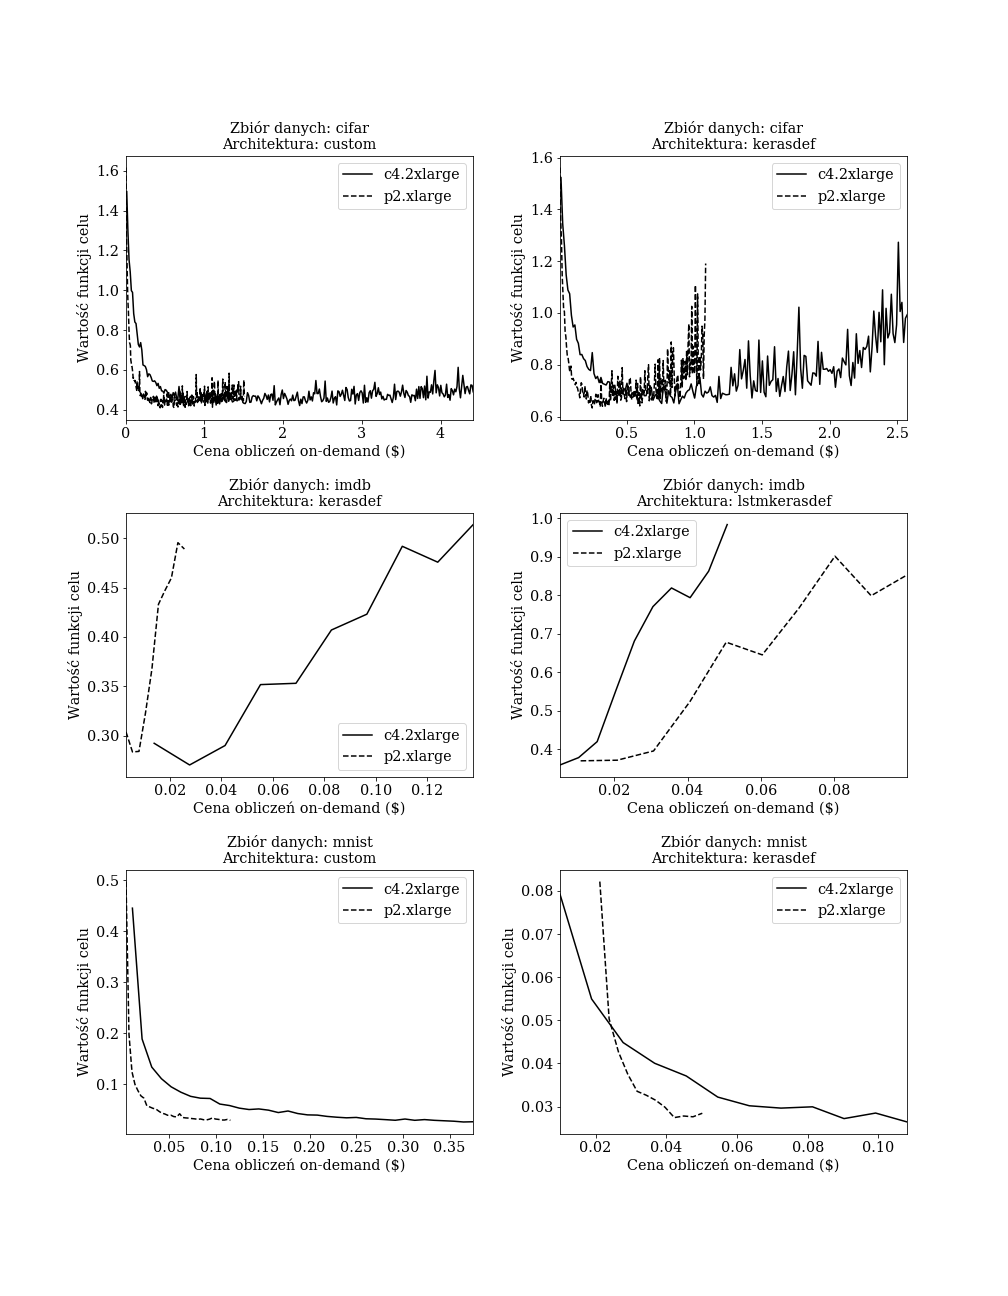 Zbiór danych: cifar
Architektura: custom
1.6
1.4
1.2
1.0
0.8
0.6
0.4
Wartość funkcji celu
c4.2xlarge
p2.xlarge
0 1 2 3 4
Cena obliczeń on-demand ($)
Zbiór danych: cifar
Architektura: kerasdef
1.6
1.4
1.2
1.0
0.8
0.6
Wartość funkcji celu
c4.2xlarge
p2.xlarge
0.5 1.0 1.5 2.0 2.5
Cena obliczeń on-demand ($)
Zbiór danych: imdb
Architektura: kerasdef
0.50
0.45
0.40
0.35
0.30
Wartość funkcji celu
c4.2xlarge
p2.xlarge
0.02 0.04 0.06 0.08 0.10 0.12
Cena obliczeń on-demand ($)
Zbiór danych: imdb
Architektura: lstmkerasdef
1.0
0.9
0.8
0.7
0.6
0.5
0.4
Wartość funkcji celu
c4.2xlarge
p2.xlarge
0.02 0.04 0.06 0.08
Cena obliczeń on-demand ($)
Zbiór danych: mnist
Architektura: custom
0.5
0.4
0.3
0.2
0.1
Wartość funkcji celu
c4.2xlarge
p2.xlarge
0.05 0.10 0.15 0.20 0.25 0.30 0.35
Cena obliczeń on-demand ($)
Zbiór danych: mnist
Architektura: kerasdef
0.08
0.07
0.06
0.05
0.04
0.03
Wartość funkcji celu
c4.2xlarge
p2.xlarge
0.02 0.04 0.06 0.08 0.10
Cena obliczeń on-demand ($)